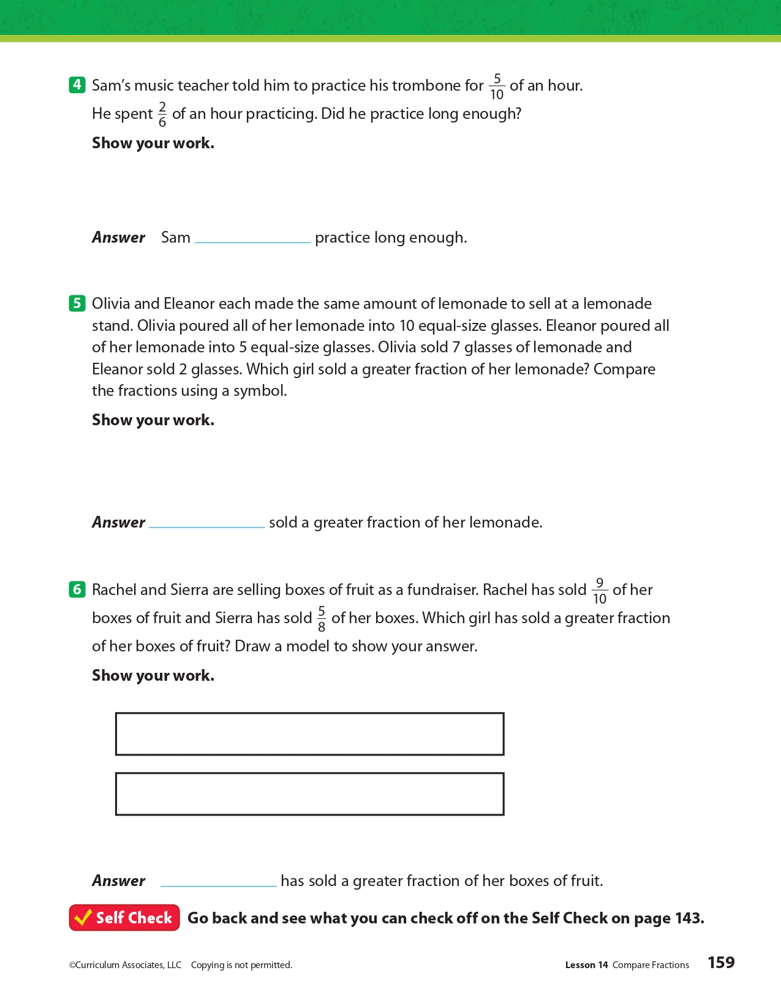 4 Sam’s music teacher told him to practice his trombone for 5/10 of an hour.
He spent 2/6 of an hour practicing. Did he practice long enough?
Show your work.
Answer Sam practice long enough.
5 Olivia and Eleanor each made the same amount of lemonade to sell at a lemonade
stand. Olivia poured all of her lemonade into 10 equal-size glasses. Eleanor poured all
of her lemonade into 5 equal-size glasses. Olivia sold 7 glasses of lemonade and
Eleanor sold 2 glasses. Which girl sold a greater fraction of her lemonade? Compare
the fractions using a symbol.
Show your work.
Answer sold a greater fraction of her lemonade.
6 Rachel and Sierra are selling boxes of fruit as a fundraiser. Rachel has sold 9/10 of her
boxes of fruit and Sierra has sold 5/8 of her boxes. Which girl has sold a greater fraction
of her boxes of fruit? Draw a model to show your answer.
Show your work.
Answer has sold a greater fraction of her boxes of fruit.
Self Check Go back and see what you can check off on the Self Check on page 143.
©Curriculum Associates, LLC Copying is not permitted. Lesson 14 Compare Fractions 159